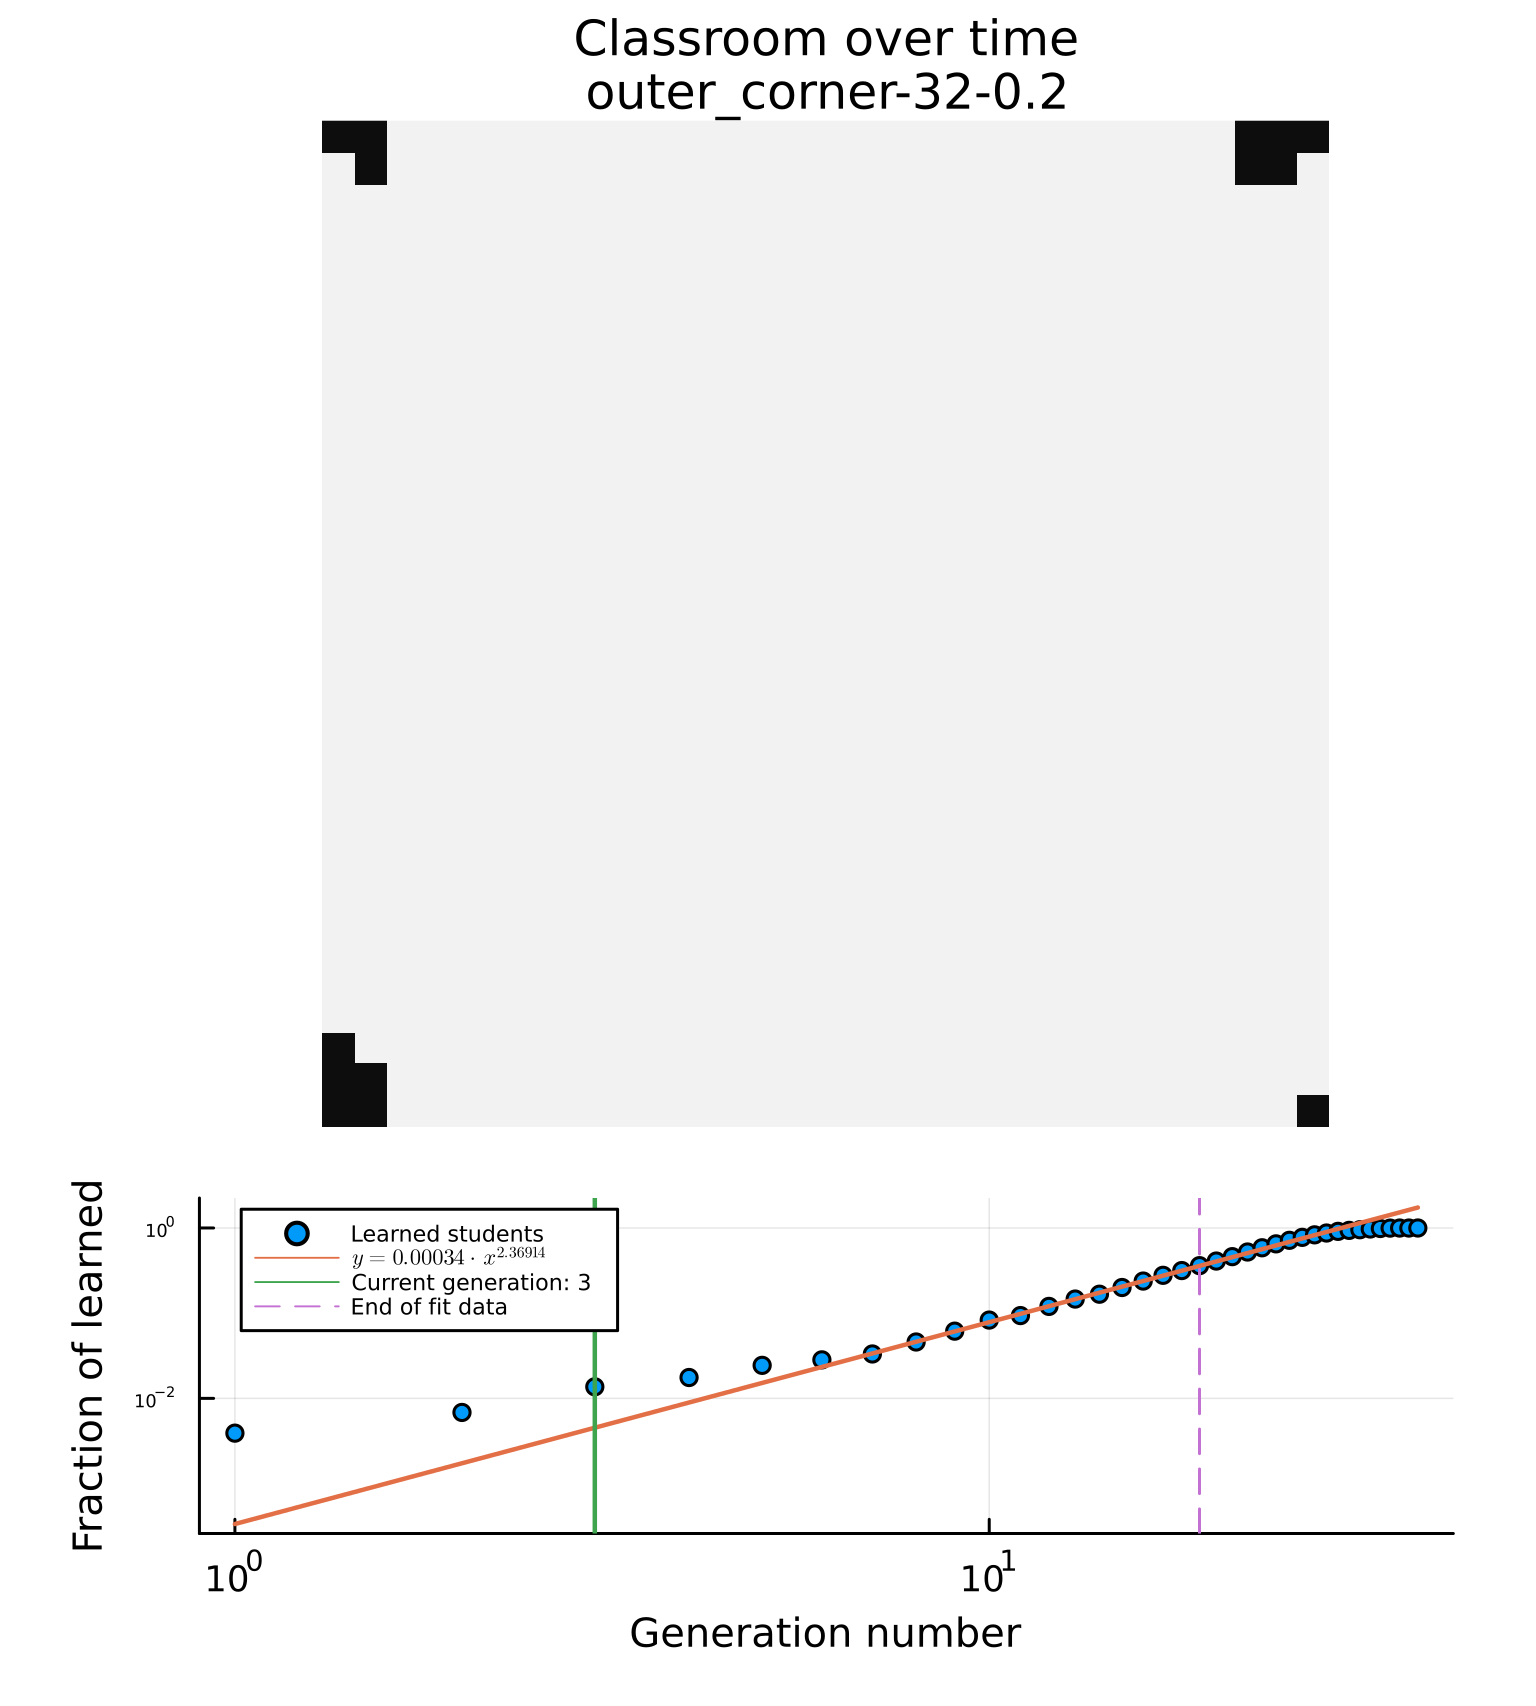 Classroom over time
outer_corner-32-0.2
Fraction of learned
10^0
10^-2
Learned students
y = 0.00034 · x^2.36914
Current generation: 3
End of fit data
10^0
10^1
Generation number